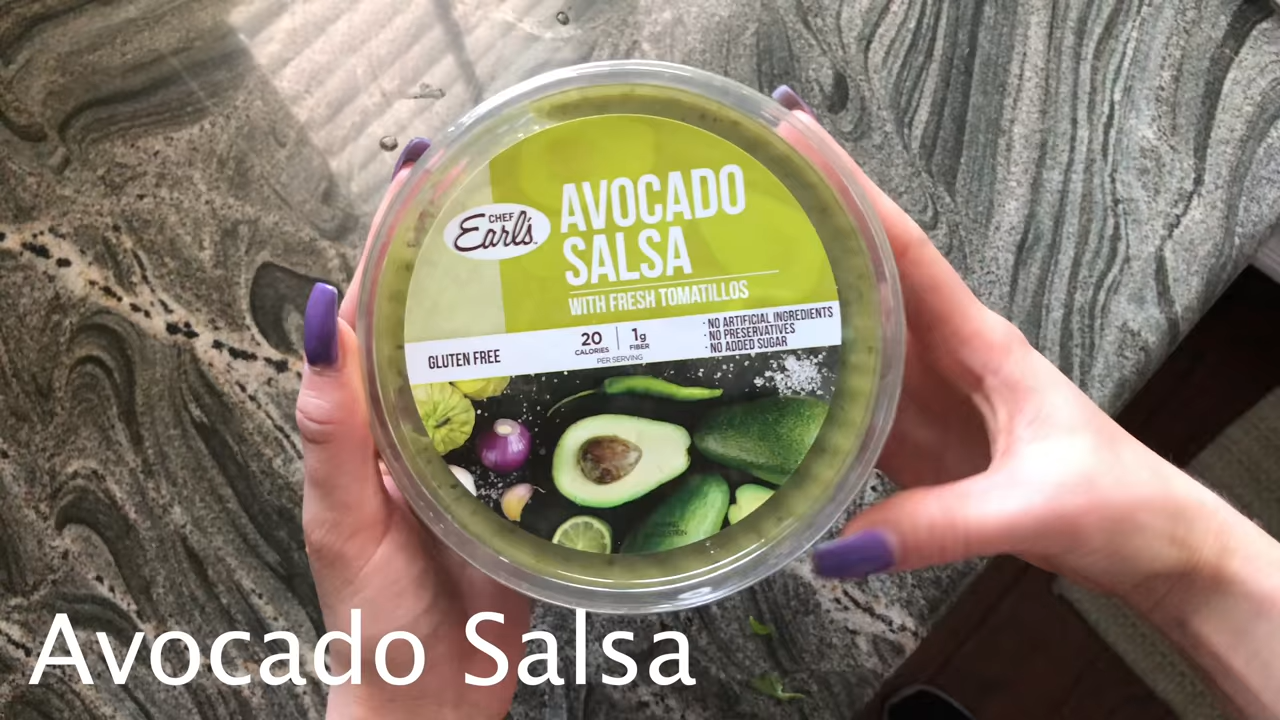 CHEF
Earl's
AVOCADO
SALSA
WITH FRESH TOMATILLOS
GLUTEN FREE
20
CALORIES
1g
FIBER
PER SERVING
· NO ARTIFICIAL INGREDIENTS
· NO PRESERVATIVES
· NO ADDED SUGAR
Avocado Salsa